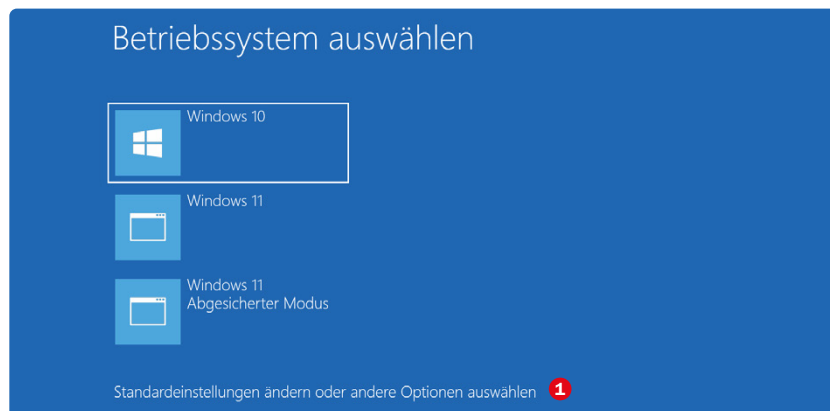 Betriebssystem auswählen
Windows 10
Windows 11
Windows 11
Abgesicherter Modus
Standardeinstellungen ändern oder andere Optionen auswählen 1